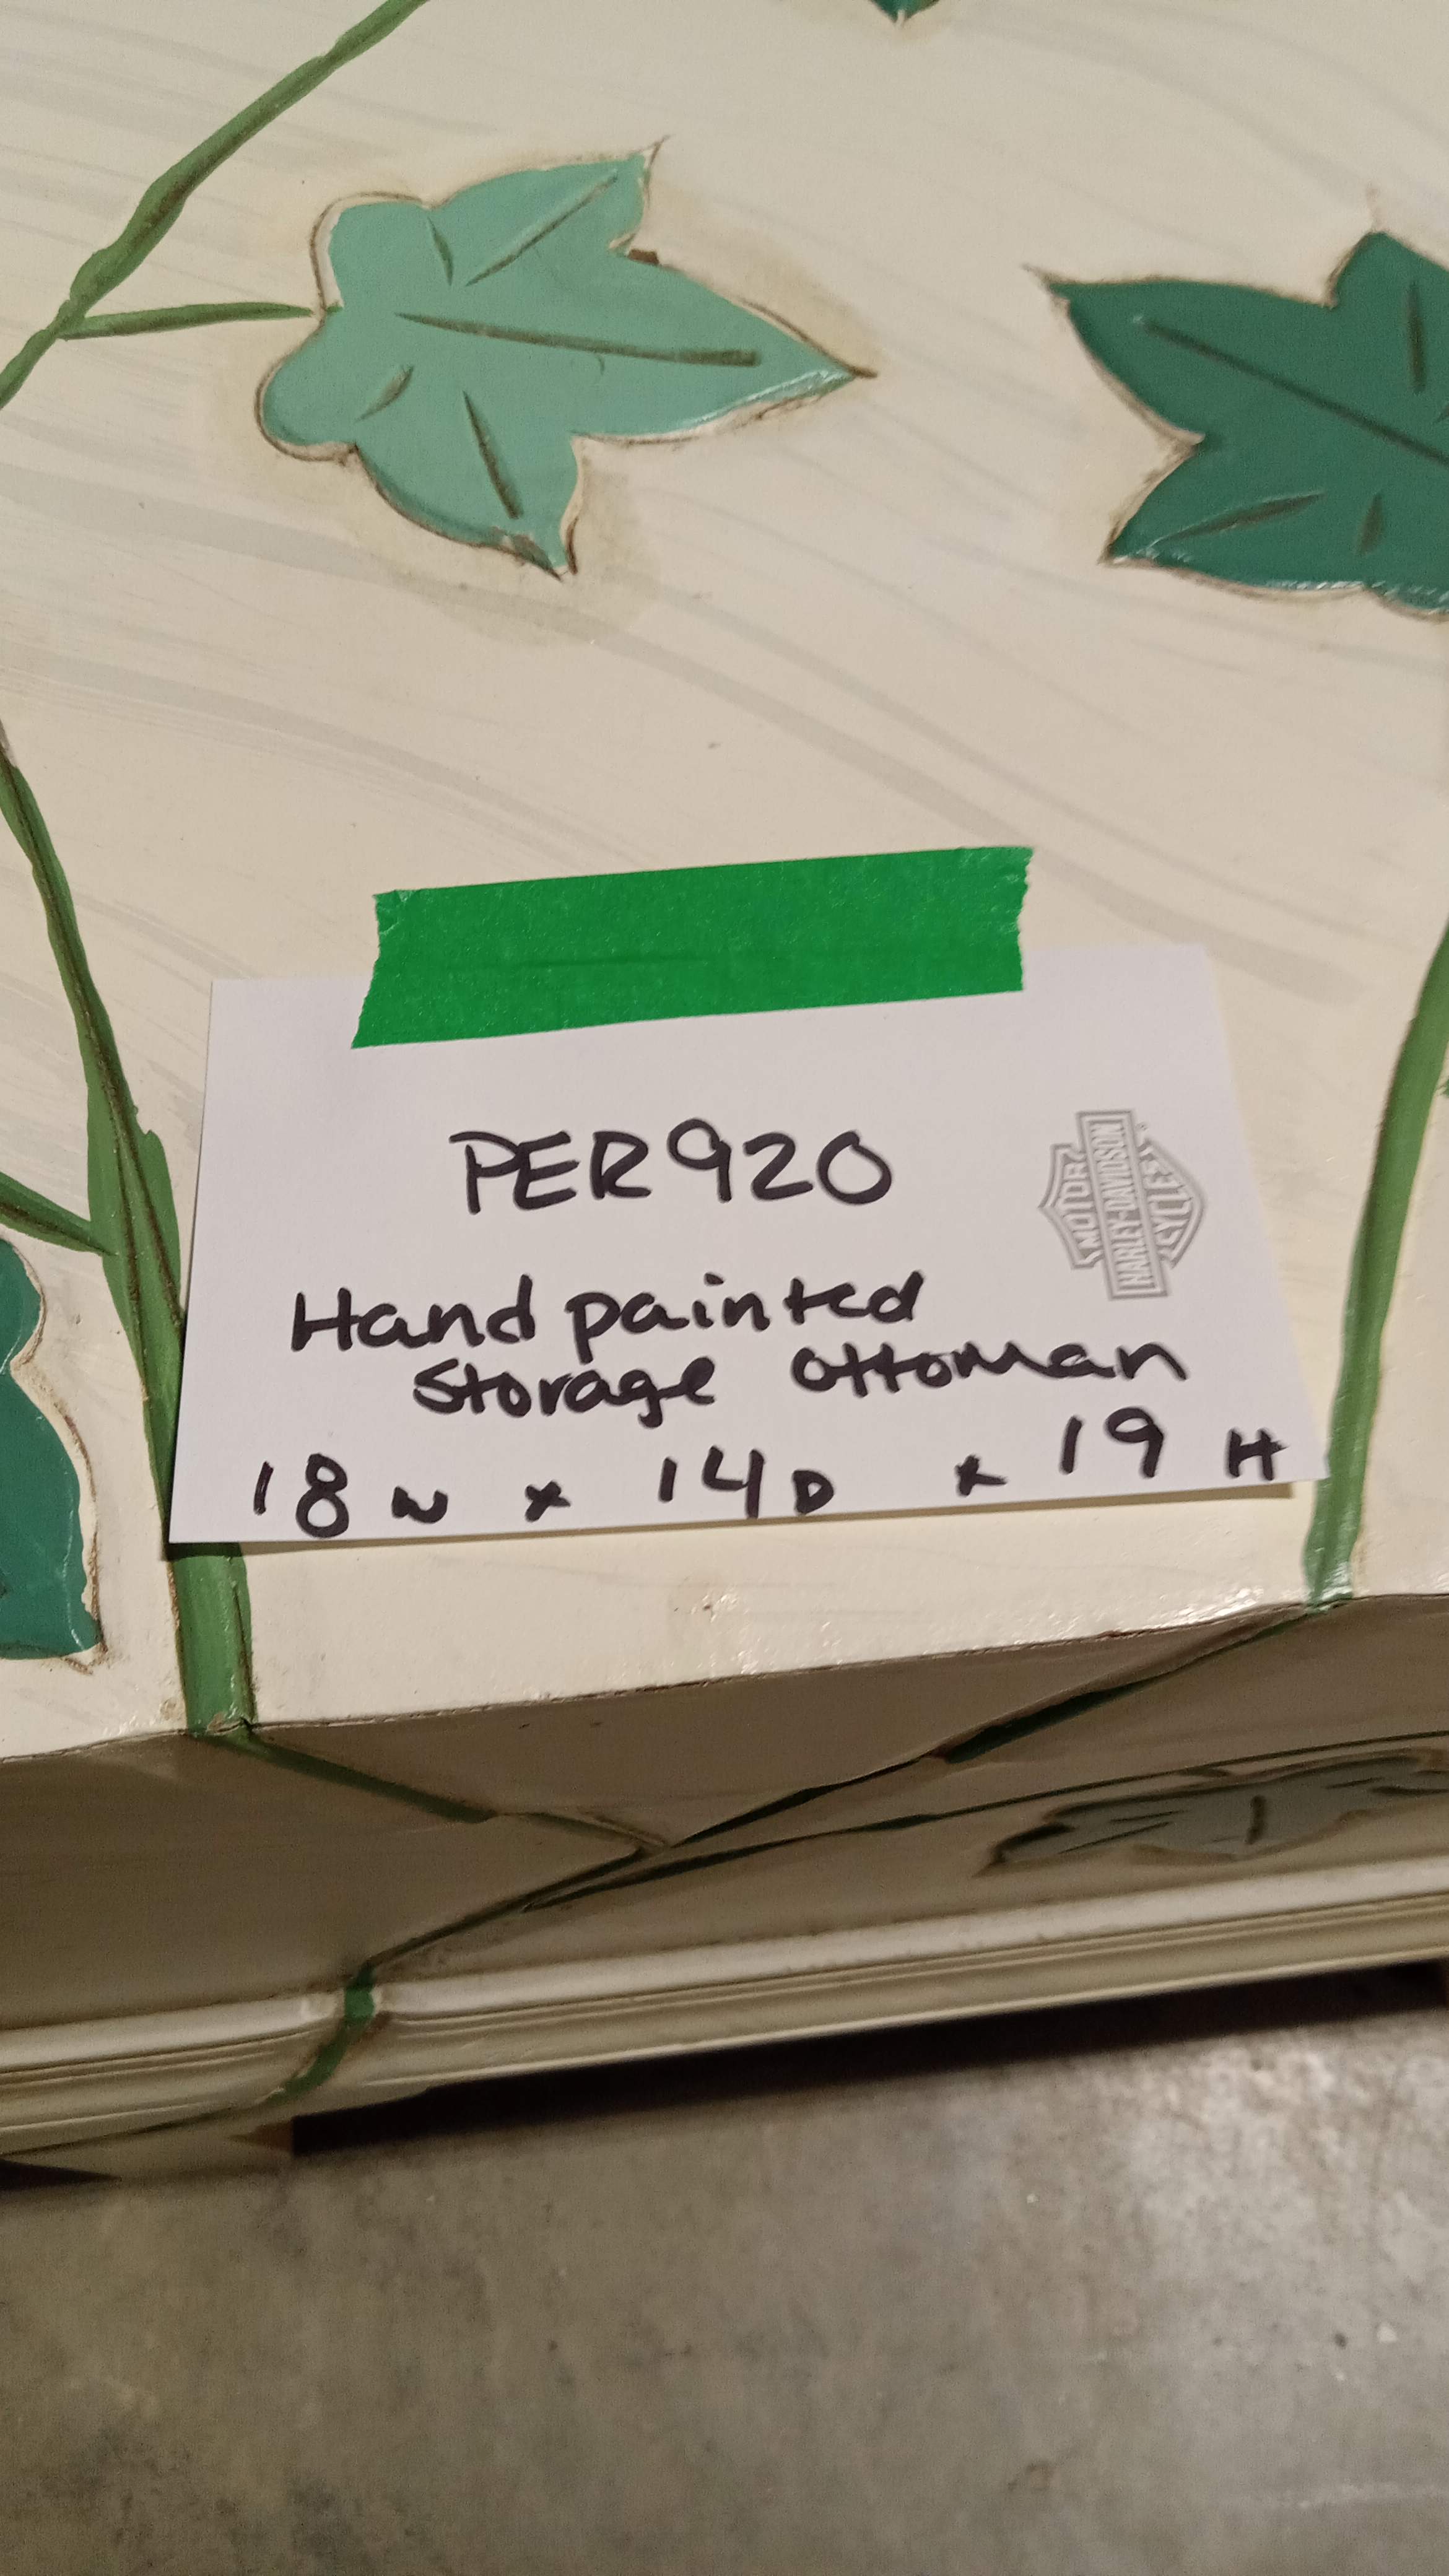 PER920
MOTOR
HARLEY-DAVIDSON
CYCLES
Hand painted
Storage Ottoman
18 W x 14 D x 19 H